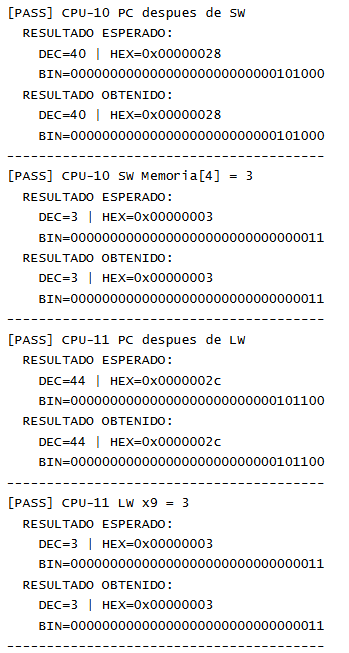 [PASS] CPU-10 PC despues de SW
RESULTADO ESPERADO:
DEC=40 | HEX=0x00000028
BIN=00000000000000000000000000101000
RESULTADO OBTENIDO:
DEC=40 | HEX=0x00000028
BIN=00000000000000000000000000101000
----------------------------------------
[PASS] CPU-10 SW Memoria[4] = 3
RESULTADO ESPERADO:
DEC=3 | HEX=0x00000003
BIN=00000000000000000000000000000011
RESULTADO OBTENIDO:
DEC=3 | HEX=0x00000003
BIN=00000000000000000000000000000011
----------------------------------------
[PASS] CPU-11 PC despues de LW
RESULTADO ESPERADO:
DEC=44 | HEX=0x0000002c
BIN=00000000000000000000000000101100
RESULTADO OBTENIDO:
DEC=44 | HEX=0x0000002c
BIN=00000000000000000000000000101100
----------------------------------------
[PASS] CPU-11 LW x9 = 3
RESULTADO ESPERADO:
DEC=3 | HEX=0x00000003
BIN=00000000000000000000000000000011
RESULTADO OBTENIDO:
DEC=3 | HEX=0x00000003
BIN=00000000000000000000000000000011
----------------------------------------